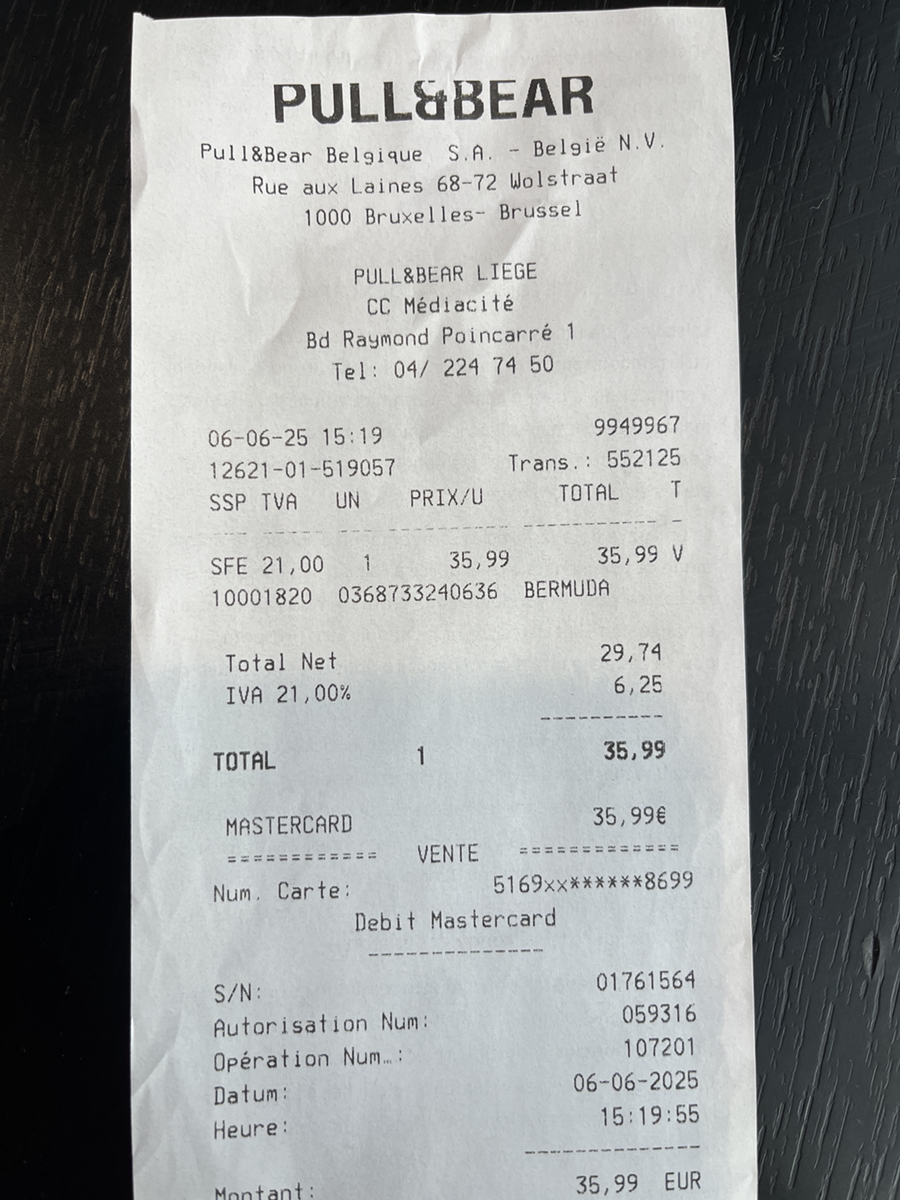 PULL&BEAR
Pull&Bear Belgique S.A. - België N.V.
Rue aux Laines 68-72 Wolstraat
1000 Bruxelles- Brussel
PULL&BEAR LIEGE
CC Médiacité
Bd Raymond Poincarré 1
Tel: 04/ 224 74 50
06-06-25 15:19 9949967
12621-01-519057 Trans.: 552125
SSP TVA UN PRIX/U TOTAL T
SFE 21,00 1 35,99 35,99 V
10001820 0368733240636 BERMUDA
Total Net 29,74
IVA 21,00% 6,25
TOTAL 1 35,99
MASTERCARD 35,99€
============ VENTE =============
Num. Carte: 5169xx******8699
Debit Mastercard
S/N: 01761564
Autorisation Num: 059316
Opération Num…: 107201
Datum: 06-06-2025
Heure: 15:19:55
Montant: 35,99 EUR